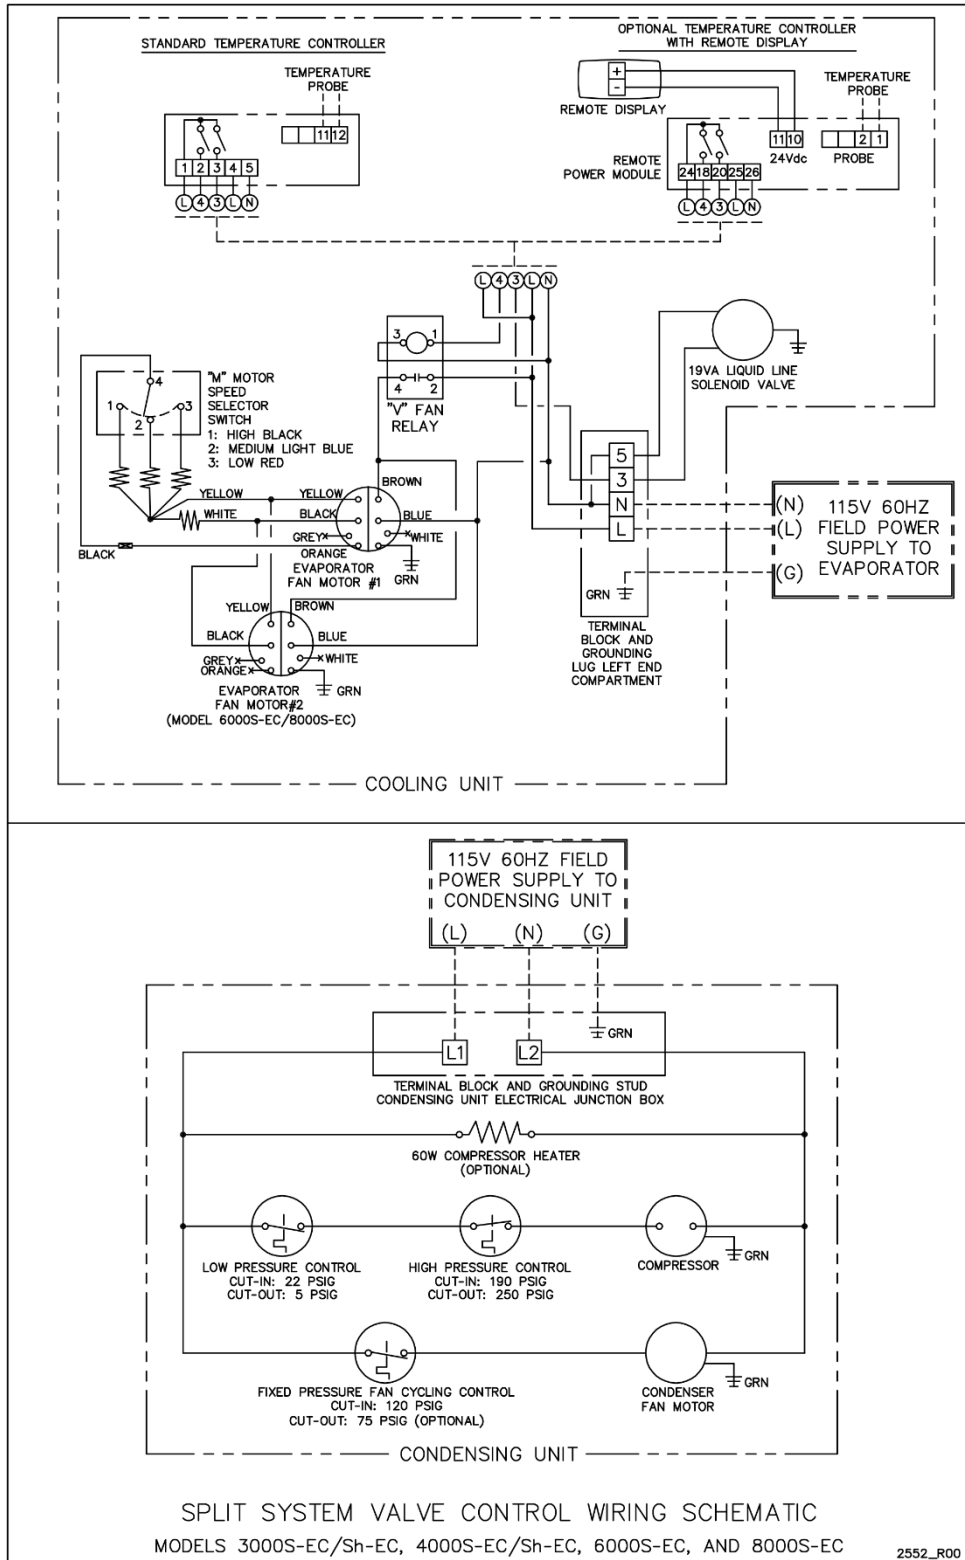 STANDARD TEMPERATURE CONTROLLER
TEMPERATURE
PROBE
11 12
1 2 3 4 5
L 4 3 L N
OPTIONAL TEMPERATURE CONTROLLER
WITH REMOTE DISPLAY
+
-
REMOTE DISPLAY
TEMPERATURE
PROBE
REMOTE
POWER MODULE
11 10
24Vdc
2 1
PROBE
24 18 20 25 26
L 4 3 L N
L 4 3 L N
3 1
4 2
"V" FAN
RELAY
19VA LIQUID LINE
SOLENOID VALVE
4
1 3
2
"M" MOTOR
SPEED
SELECTOR
SWITCH
1: HIGH BLACK
2: MEDIUM LIGHT BLUE
3: LOW RED
YELLOW YELLOW
BROWN
WHITE BLACK BLUE
GREY WHITE
BLACK ORANGE
GRN
EVAPORATOR
FAN MOTOR #1
YELLOW BROWN
BLACK BLUE
GREY WHITE
ORANGE
GRN
EVAPORATOR
FAN MOTOR#2
(MODEL 6000S-EC/8000S-EC)
5
3
N
L
GRN
TERMINAL
BLOCK AND
GROUNDING
LUG LEFT END
COMPARTMENT
(N)
(L)
(G)
115V 60HZ
FIELD POWER
SUPPLY TO
EVAPORATOR
COOLING UNIT
115V 60HZ FIELD
POWER SUPPLY TO
CONDENSING UNIT
(L) (N) (G)
GRN
L1 L2
TERMINAL BLOCK AND GROUNDING STUD
CONDENSING UNIT ELECTRICAL JUNCTION BOX
60W COMPRESSOR HEATER
(OPTIONAL)
LOW PRESSURE CONTROL
CUT-IN: 22 PSIG
CUT-OUT: 5 PSIG
HIGH PRESSURE CONTROL
CUT-IN: 190 PSIG
CUT-OUT: 250 PSIG
COMPRESSOR
GRN
FIXED PRESSURE FAN CYCLING CONTROL
CUT-IN: 120 PSIG
CUT-OUT: 75 PSIG (OPTIONAL)
CONDENSER
FAN MOTOR
GRN
CONDENSING UNIT
SPLIT SYSTEM VALVE CONTROL WIRING SCHEMATIC
MODELS 3000S-EC/Sh-EC, 4000S-EC/Sh-EC, 6000S-EC, AND 8000S-EC
2552_R00